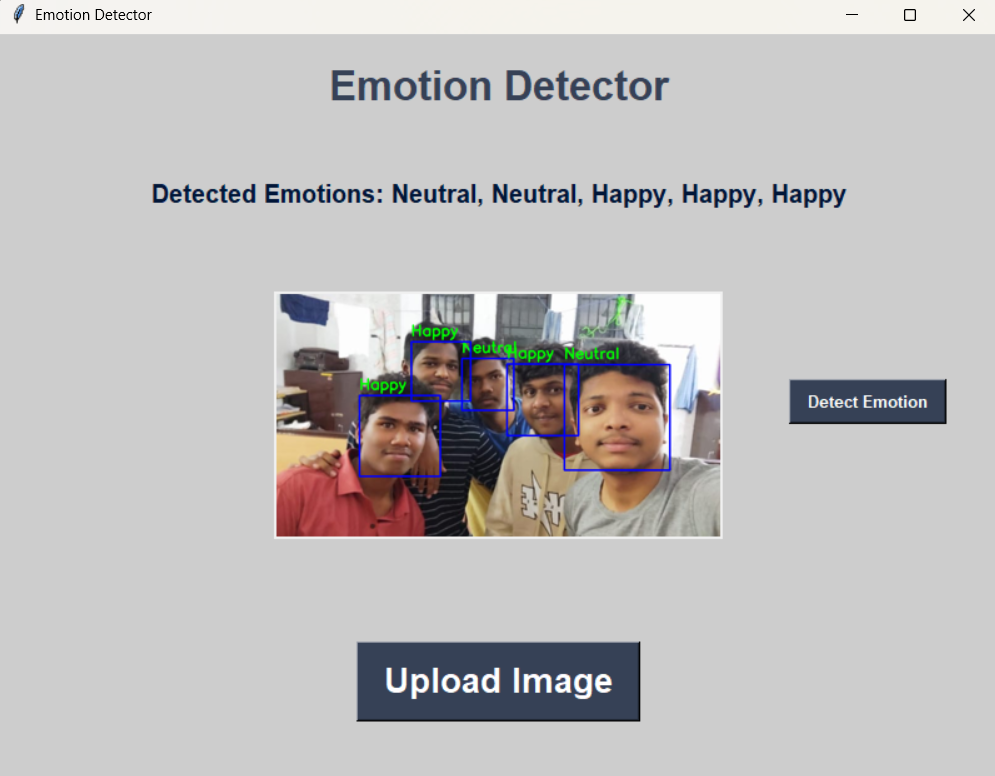 Emotion Detector
Emotion Detector
Detected Emotions: Neutral, Neutral, Happy, Happy, Happy
Happy
Neutral
Happy
Neutral
Happy
Detect Emotion
Upload Image